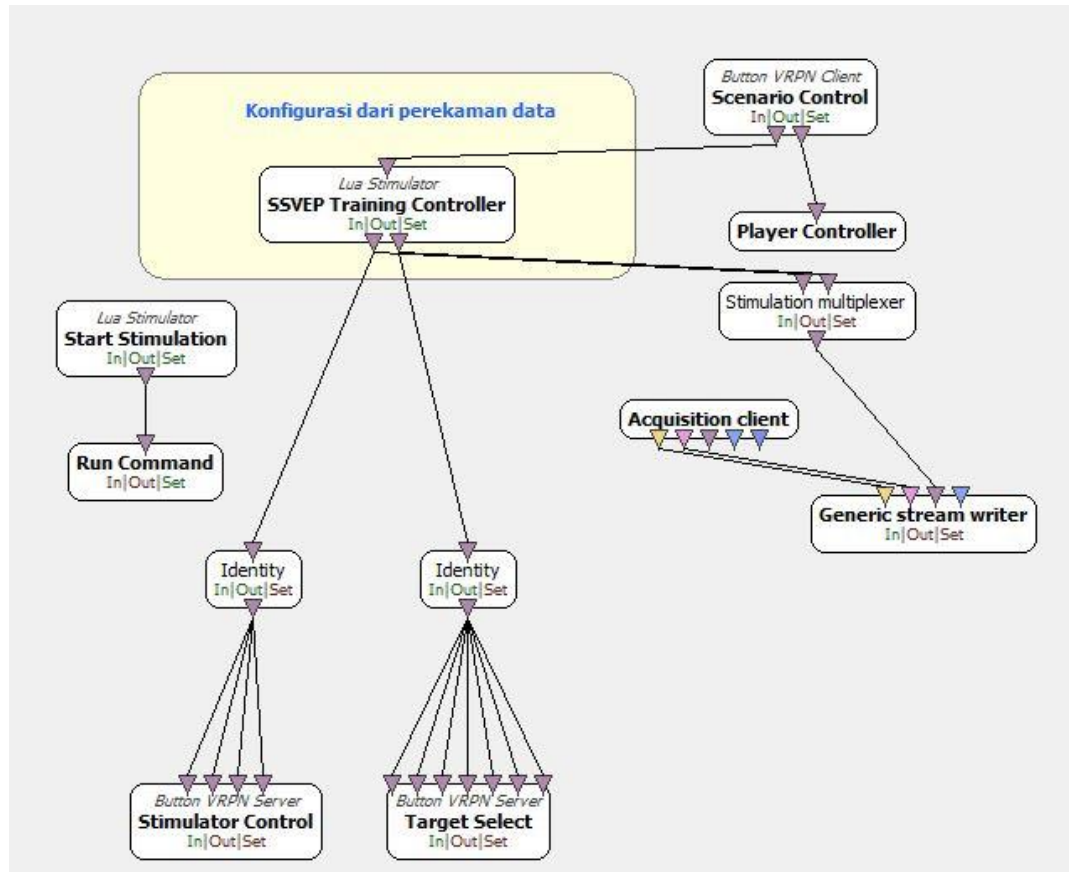 Button VRPN Client
Scenario Control
In|Out|Set
Konfigurasi dari perekaman data
Lua Stimulator
SSVEP Training Controller
In|Out|Set
Player Controller
Stimulation multiplexer
In|Out|Set
Lua Stimulator
Start Stimulation
In|Out|Set
Run Command
In|Out|Set
Acquisition client
Generic stream writer
In|Out|Set
Identity
In|Out|Set
Identity
In|Out|Set
Button VRPN Server
Stimulator Control
In|Out|Set
Button VRPN Server
Target Select
In|Out|Set